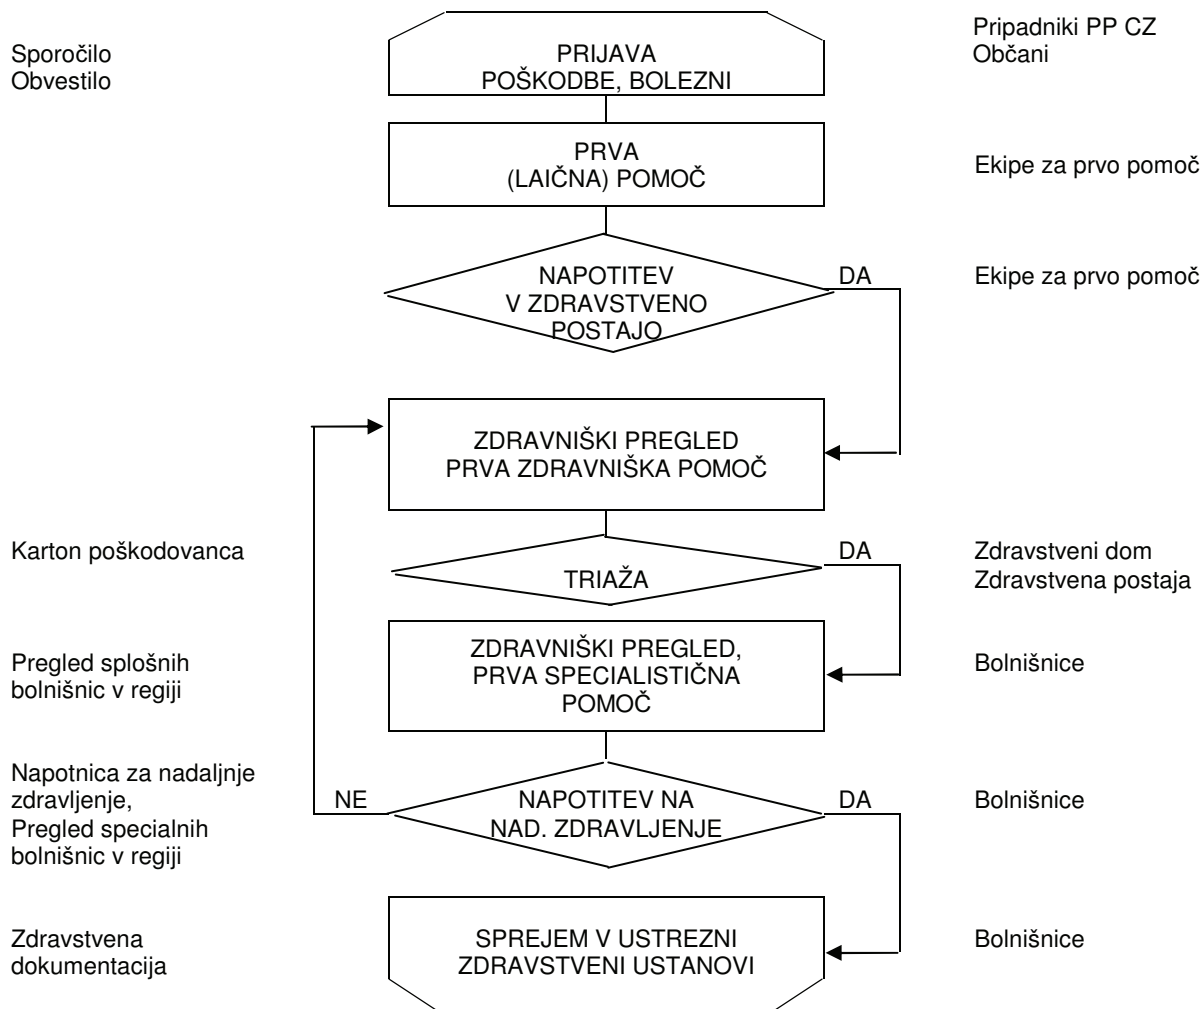 Sporočilo
Obvestilo
PRIJAVA
POŠKODBE, BOLEZNI
Pripadniki PP CZ
Občani
PRVA
(LAIČNA) POMOČ
Ekipe za prvo pomoč
NAPOTITEV
V ZDRAVSTVENO
POSTAJO
DA
Ekipe za prvo pomoč
ZDRAVNIŠKI PREGLED
PRVA ZDRAVNIŠKA POMOČ
Karton poškodovanca
TRIAŽA
DA
Zdravstveni dom
Zdravstvena postaja
Pregled splošnih
bolnišnic v regiji
ZDRAVNIŠKI PREGLED,
PRVA SPECIALISTIČNA
POMOČ
Bolnišnice
Napotnica za nadaljnje
zdravljenje,
Pregled specialnih
bolnišnic v regiji
NE
NAPOTITEV NA
NAD. ZDRAVLJENJE
DA
Bolnišnice
Zdravstvena
dokumentacija
SPREJEM V USTREZNI
ZDRAVSTVENI USTANOVI
Bolnišnice